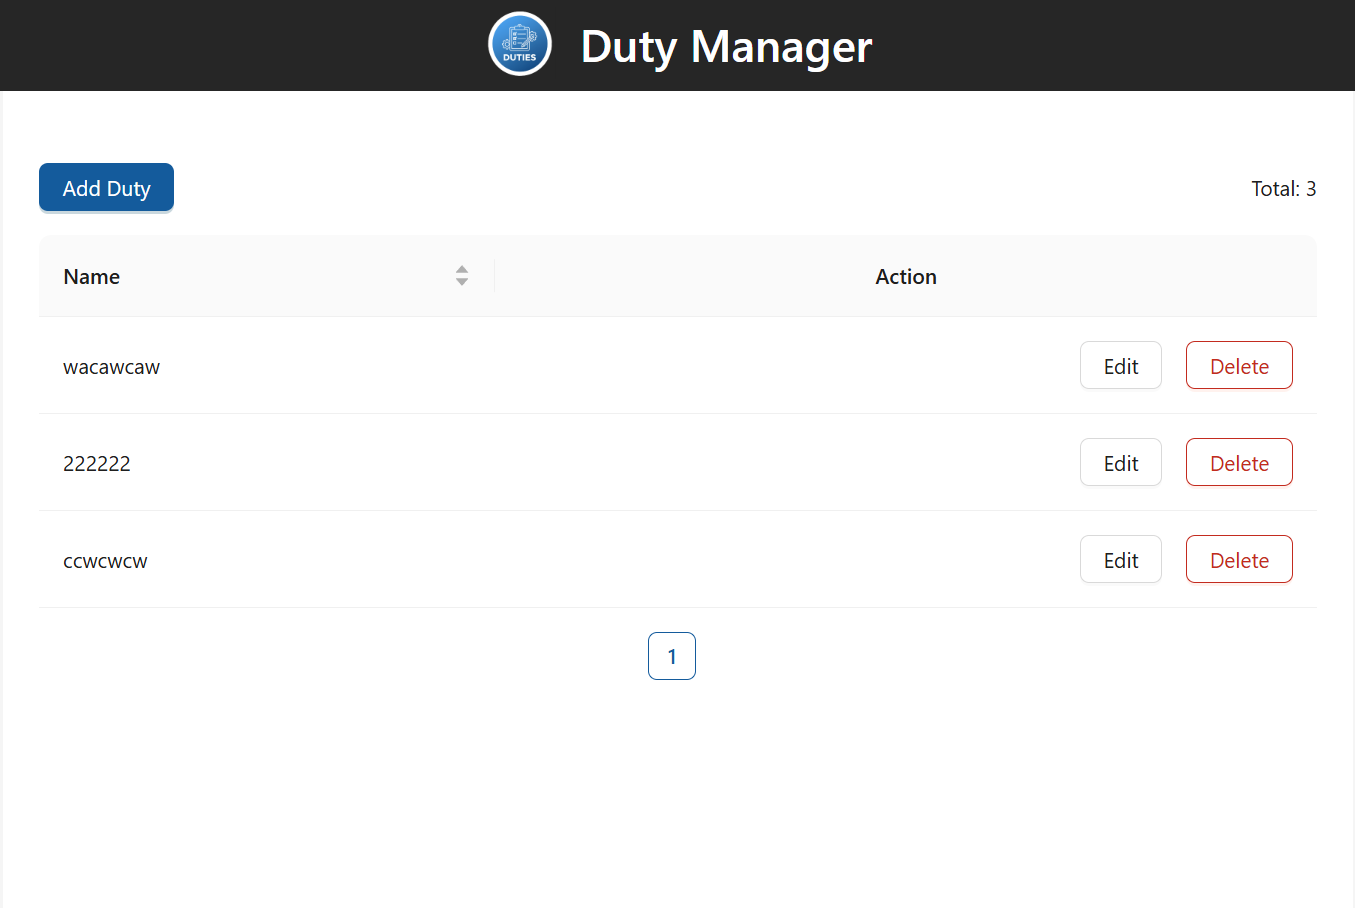 DUTIES
Duty Manager
Add Duty
Total: 3
Name
Action
wacawcaw
Edit
Delete
222222
Edit
Delete
ccwcwcw
Edit
Delete
1